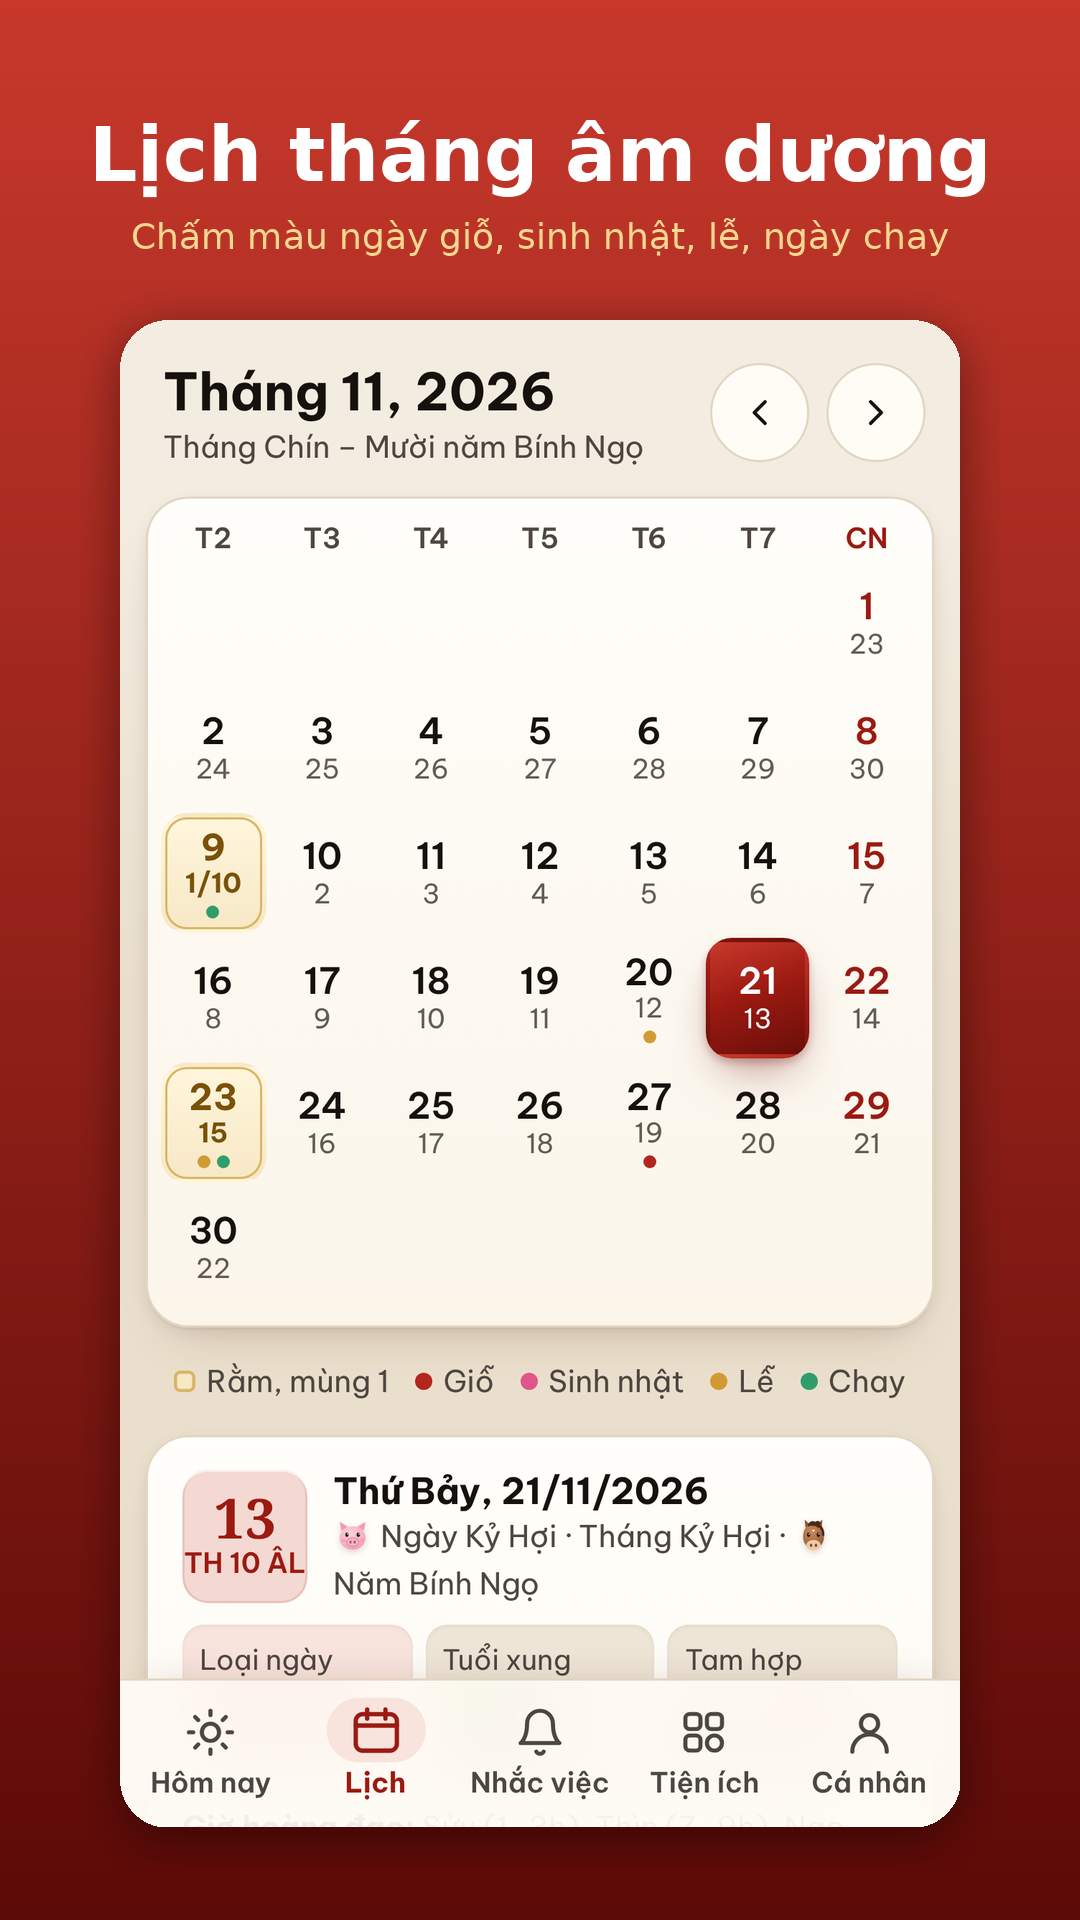 Lịch tháng âm dương
Chấm màu ngày giỗ, sinh nhật, lễ, ngày chay
Tháng 11, 2026
Tháng Chín – Mười năm Bính Ngọ
T2 T3 T4 T5 T6 T7 CN
1
23
2 3 4 5 6 7 8
24 25 26 27 28 29 30
9 10 11 12 13 14 15
1/10 2 3 4 5 6 7
16 17 18 19 20 21 22
8 9 10 11 12 13 14
23 24 25 26 27 28 29
15 16 17 18 19 20 21
30
22
Rằm, mùng 1 Giỗ Sinh nhật Lễ Chay
13
TH 10 ÂL
Thứ Bảy, 21/11/2026
Ngày Kỷ Hợi · Tháng Kỷ Hợi ·
Năm Bính Ngọ
Loại ngày Tuổi xung Tam hợp
Hôm nay Lịch Nhắc việc Tiện ích Cá nhân